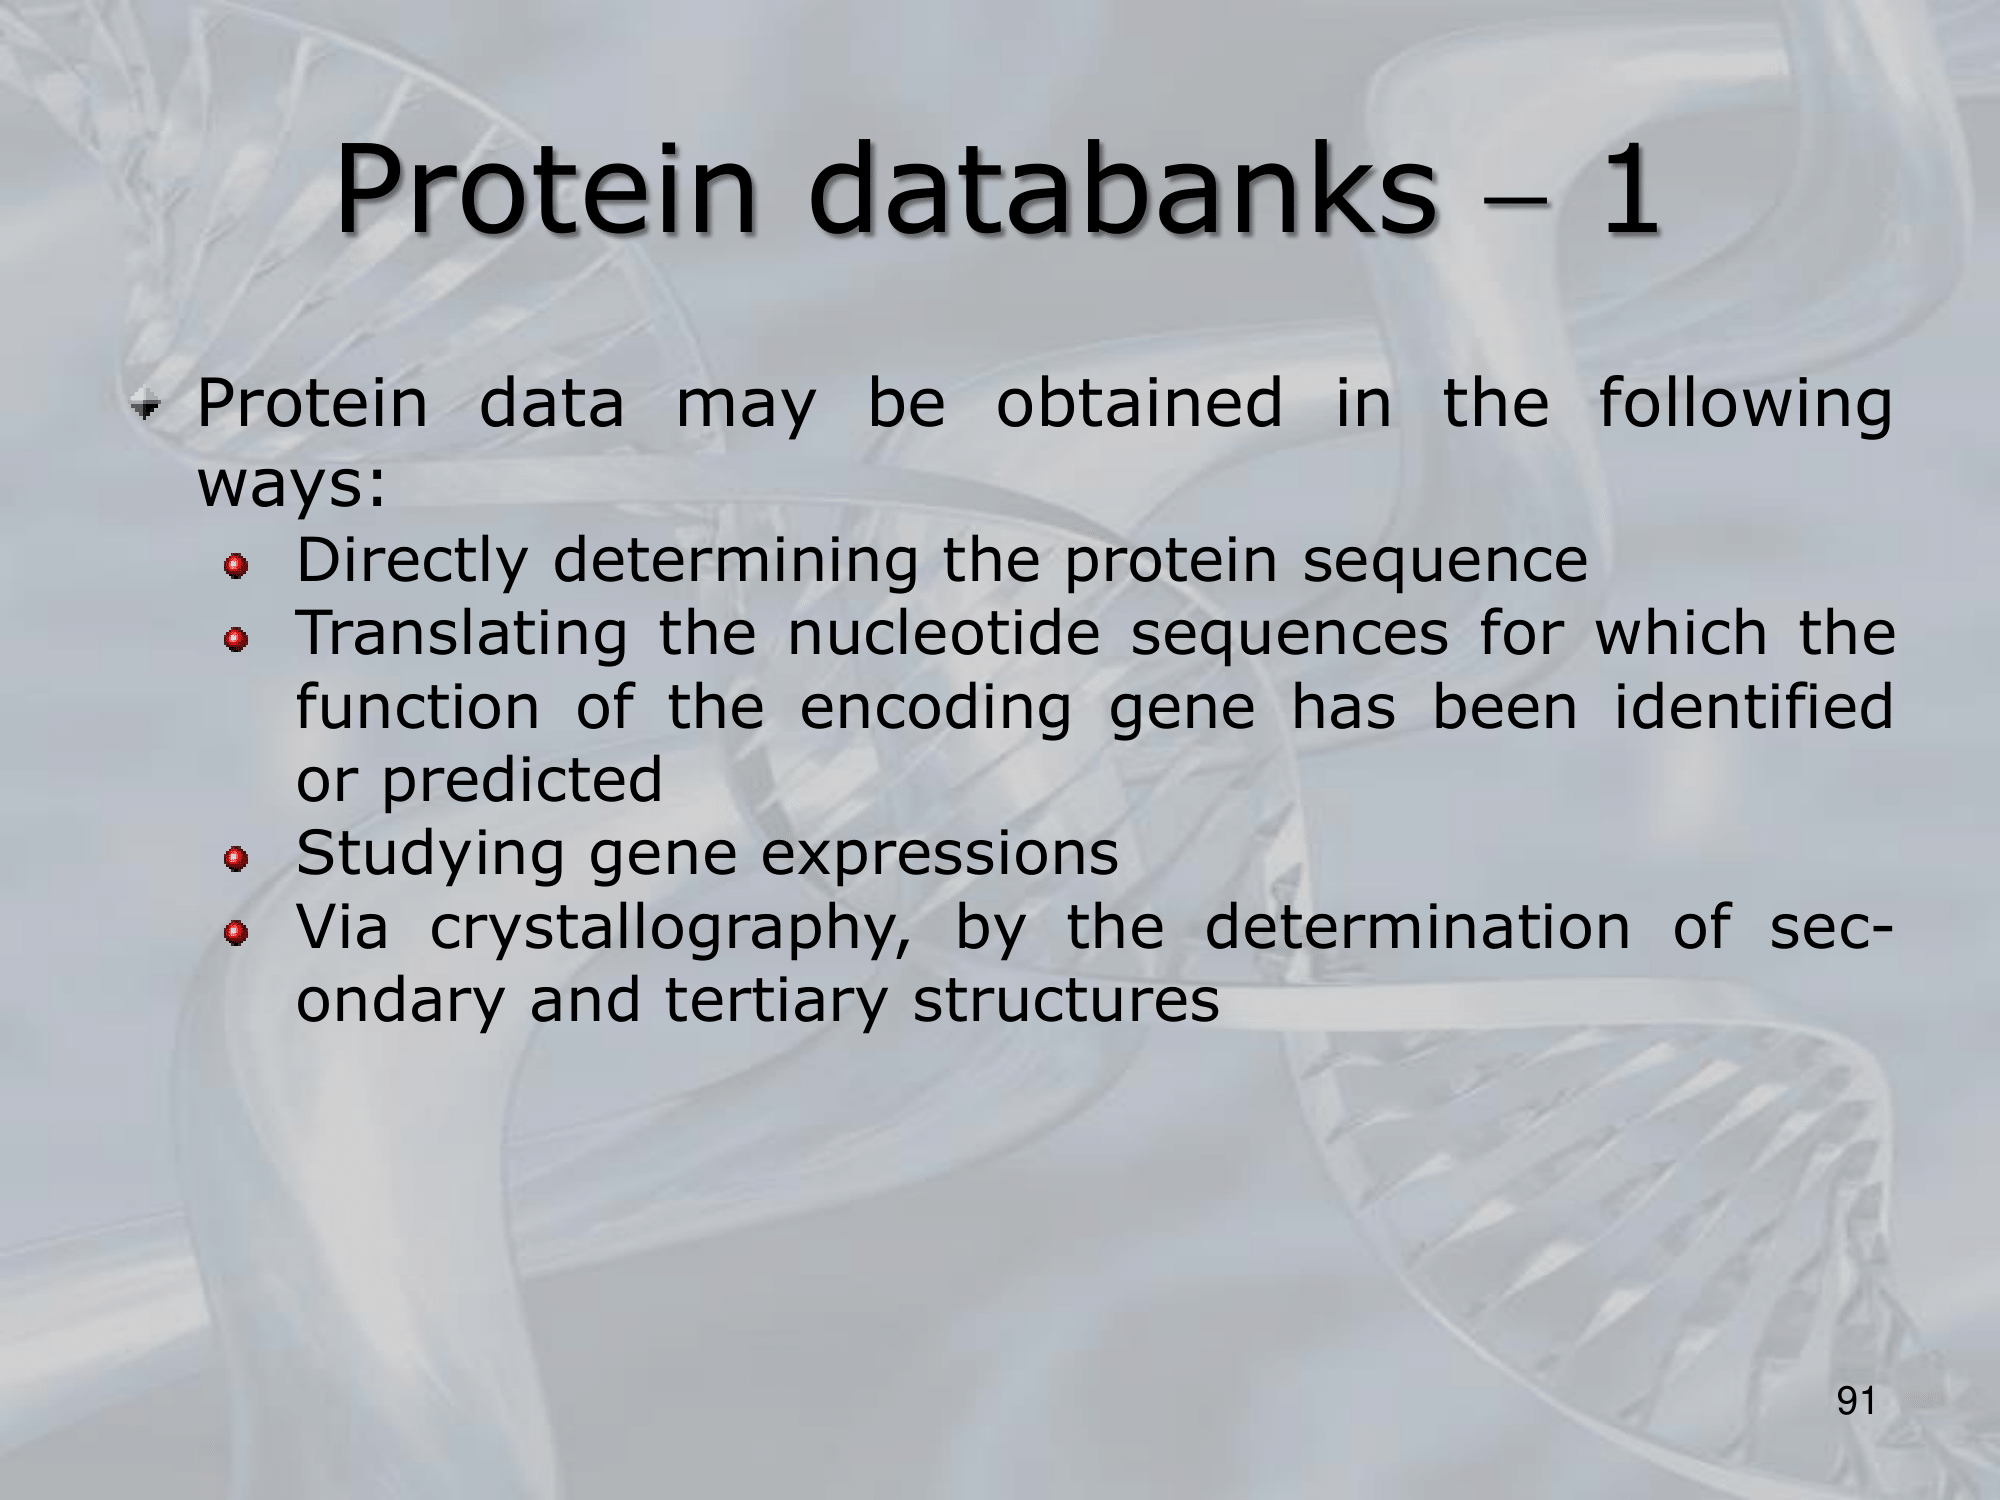 Protein databanks – 1
Protein data may be obtained in the following
ways:
Directly determining the protein sequence
Translating the nucleotide sequences for which the
function of the encoding gene has been identified
or predicted
Studying gene expressions
Via crystallography, by the determination of sec-
ondary and tertiary structures
91